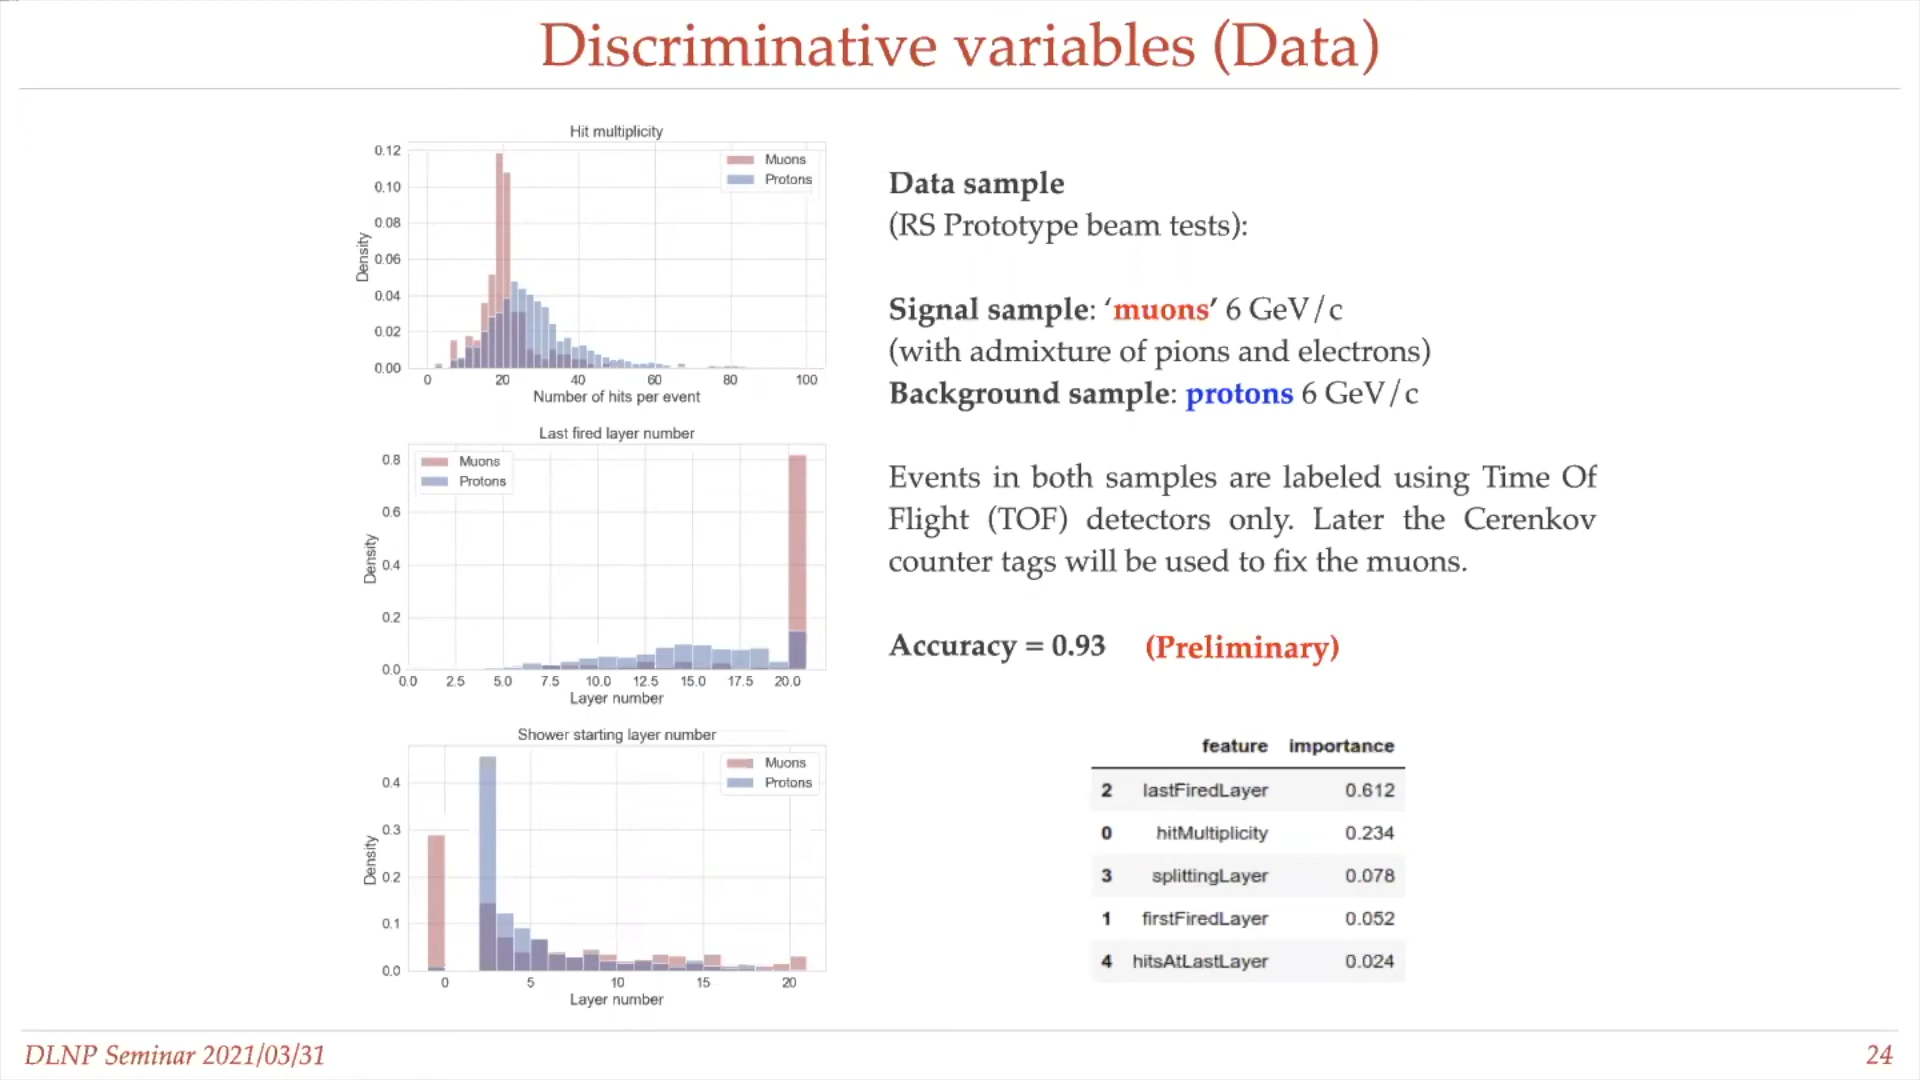 Discriminative variables (Data)
Hit multiplicity
Muons
Protons
Density
0.12
0.10
0.08
0.06
0.04
0.02
0.00
0 20 40 60 80 100
Number of hits per event
Last fired layer number
Muons
Protons
Density
0.8
0.6
0.4
0.2
0.0
0.0 2.5 5.0 7.5 10.0 12.5 15.0 17.5 20.0
Layer number
Shower starting layer number
Muons
Protons
Density
0.4
0.3
0.2
0.1
0.0
0 5 10 15 20
Layer number
Data sample
(RS Prototype beam tests):
Signal sample: ‘muons’ 6 GeV/c
(with admixture of pions and electrons)
Background sample: protons 6 GeV/c
Events in both samples are labeled using Time Of
Flight (TOF) detectors only. Later the Cerenkov
counter tags will be used to fix the muons.
Accuracy = 0.93 (Preliminary)
feature importance
2 lastFiredLayer 0.612
0 hitMultiplicity 0.234
3 splittingLayer 0.078
1 firstFiredLayer 0.052
4 hitsAtLastLayer 0.024
DLNP Seminar 2021/03/31
24